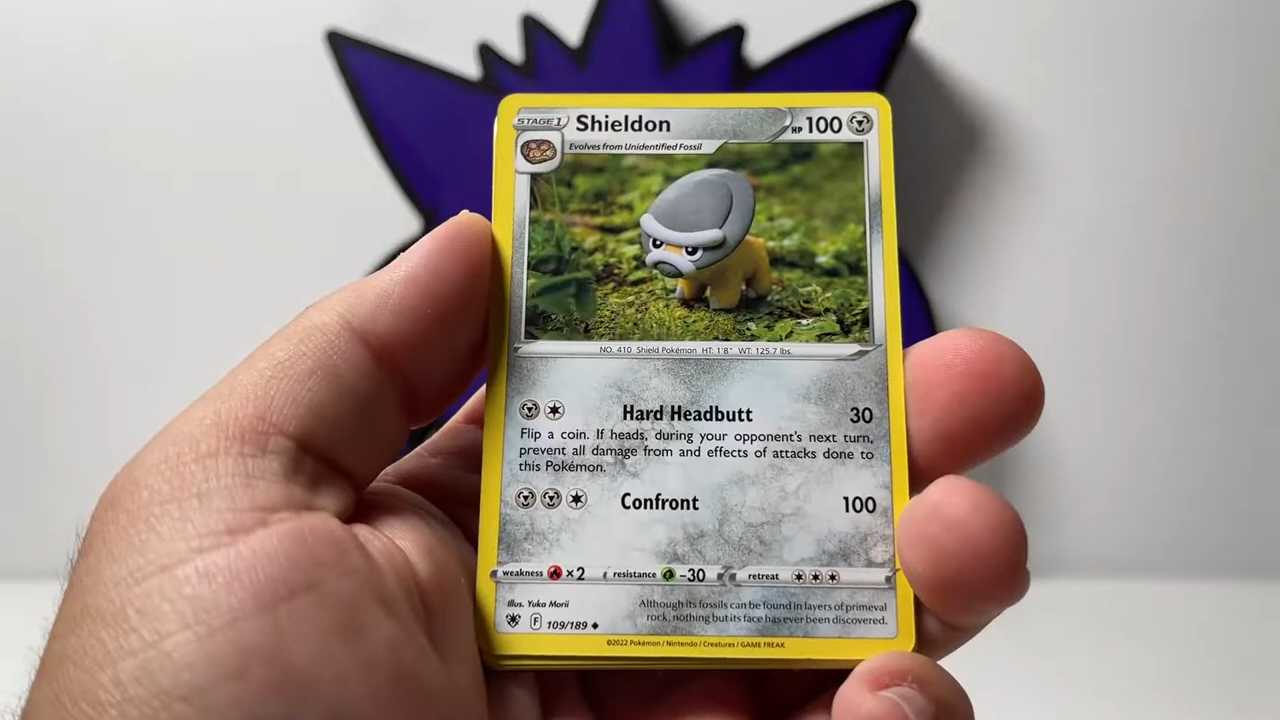 STAGE1 Shieldon HP 100
Evolves from Unidentified Fossil
NO. 410 Shield Pokémon HT: 1'8" WT: 125.7 lbs.
Hard Headbutt 30
Flip a coin. If heads, during your opponent's next turn,
prevent all damage from and effects of attacks done to
this Pokémon.
Confront 100
weakness ×2 resistance -30 retreat
Illus. Yuka Morii
Although its fossils can be found in layers of primeval
rock, nothing but its face has ever been discovered.
F 109/189
©2022 Pokémon / Nintendo / Creatures / GAME FREAK